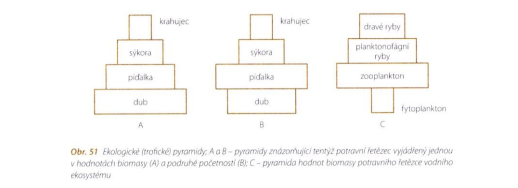 krahujec
sýkora
píďalka
dub
A
krahujec
sýkora
píďalka
dub
B
dravé ryby
planktonofágní
ryby
zooplankton
fytoplankton
C
Obr. 51 Ekologické (trofické) pyramidy; A a B – pyramidy znázorňující tentýž potravní řetězec vyjádřený jednou
v hodnotách biomasy (A) a podruhé početností (B); C – pyramida hodnot biomasy potravního řetězce vodního
ekosystému